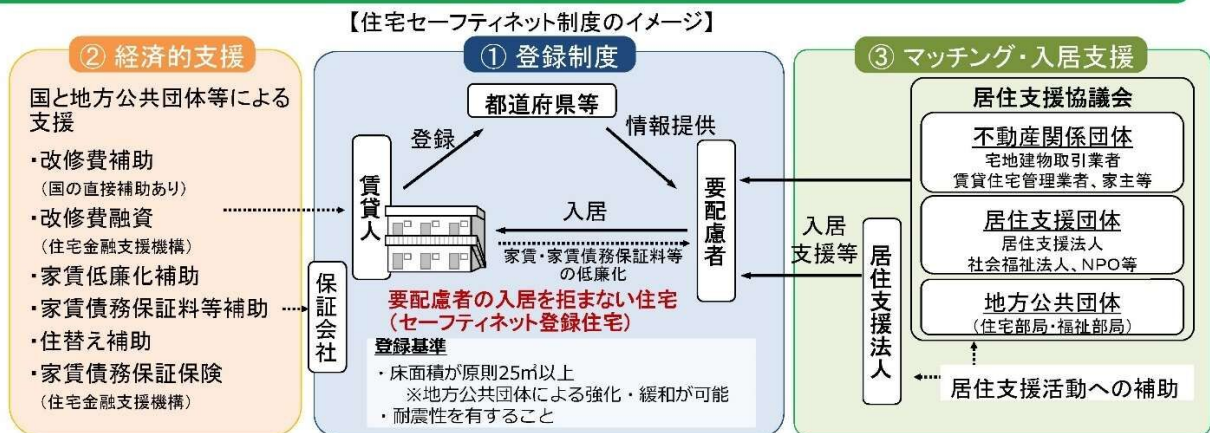 【住宅セーフティネット制度のイメージ】
② 経済的支援
国と地方公共団体等による
支援
・改修費補助
(国の直接補助あり)
・改修費融資
(住宅金融支援機構)
・家賃低廉化補助
・家賃債務保証料等補助
・住替え補助
・家賃債務保証保険
(住宅金融支援機構)
① 登録制度
都道府県等
登録
情報提供
賃貸人
要配慮者
入居
家賃・家賃債務保証料等
の低廉化
保証会社
要配慮者の入居を拒まない住宅
(セーフティネット登録住宅)
登録基準
・床面積が原則25㎡以上
※地方公共団体による強化・緩和が可能
・耐震性を有すること
③ マッチング・入居支援
居住支援協議会
不動産関係団体
宅地建物取引業者
賃貸住宅管理業者、家主等
居住支援団体
居住支援法人
社会福祉法人、NPO等
地方公共団体
(住宅部局・福祉部局)
入居
支援等
居住支援法人
居住支援活動への補助